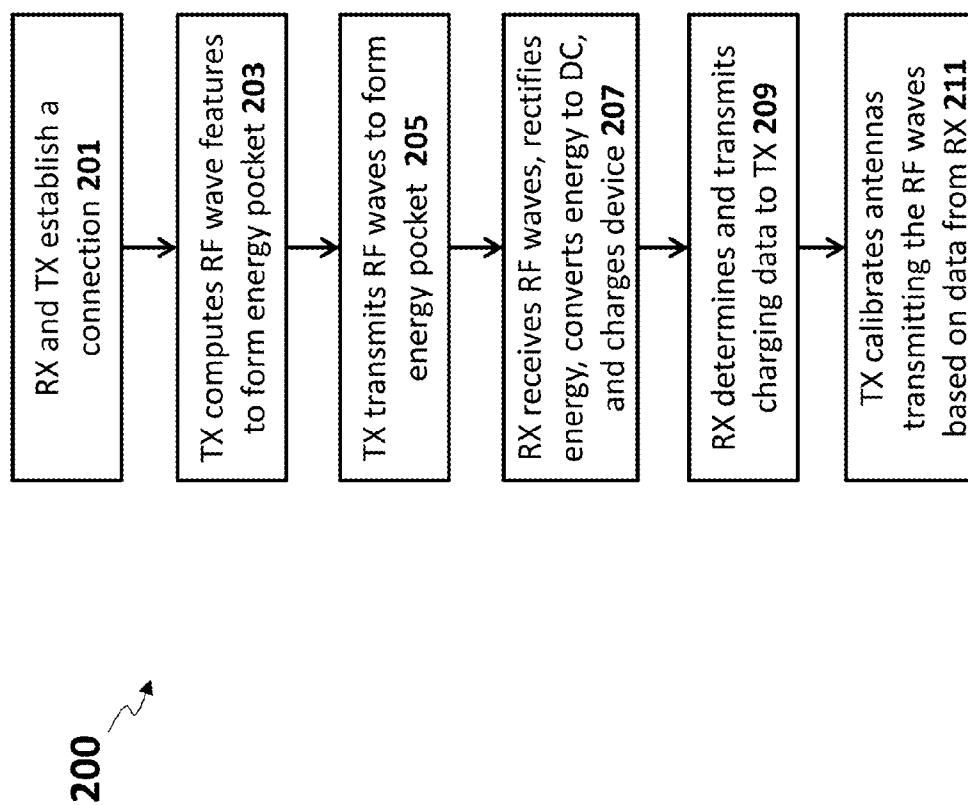 200
RX and TX establish a
connection 201
TX computes RF wave features
to form energy pocket 203
TX transmits RF waves to form
energy pocket 205
RX receives RF waves, rectifies
energy, converts energy to DC,
and charges device 207
RX determines and transmits
charging data to TX 209
TX calibrates antennas
transmitting the RF waves
based on data from RX 211